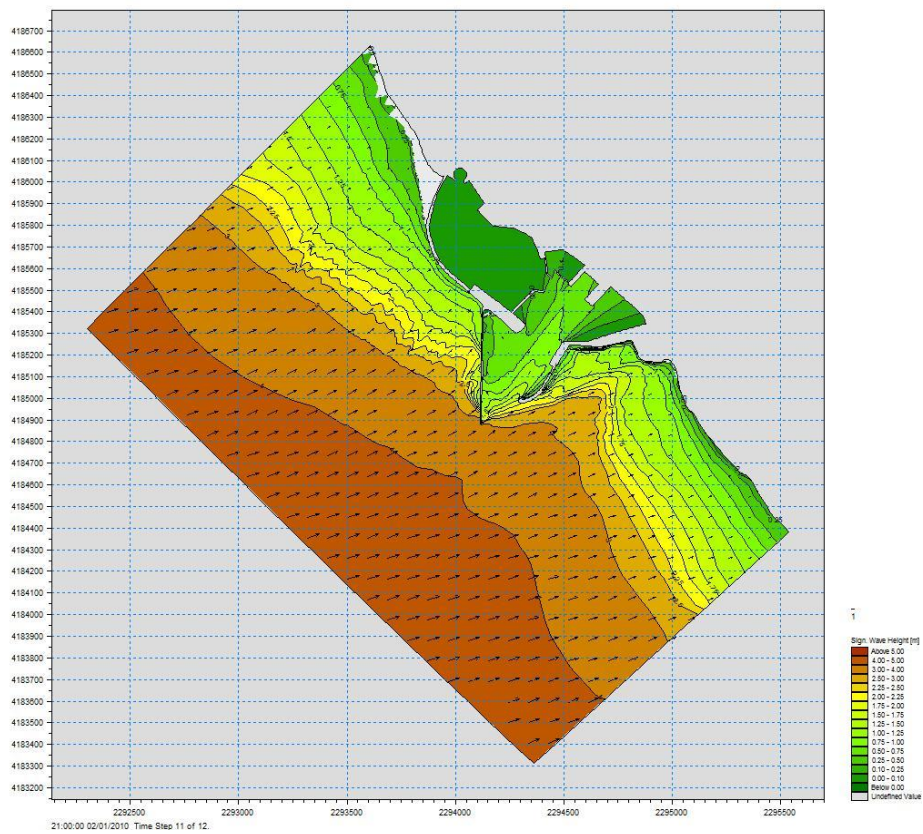 4186700
4186600
4186500
4186400
4186300
4186200
4186100
4186000
4185900
4185800
4185700
4185600
4185500
4185400
4185300
4185200
4185100
4185000
4184900
4184800
4184700
4184600
4184500
4184400
4184300
4184200
4184100
4184000
4183900
4183800
4183700
4183600
4183500
4183400
4183300
4183200
2292500 2293000 2293500 2294000 2294500 2295000 2295500
21:00:00 02/01/2010 Time Step 11 of 12.
1
Sign. Wave Height [m]
Above 5.00
4.00 - 5.00
3.00 - 4.00
2.50 - 3.00
2.25 - 2.50
2.00 - 2.25
1.75 - 2.00
1.50 - 1.75
1.25 - 1.50
1.00 - 1.25
0.75 - 1.00
0.50 - 0.75
0.25 - 0.50
0.10 - 0.25
0.00 - 0.10
Below 0.00
Undefined Value
1.25
0.25